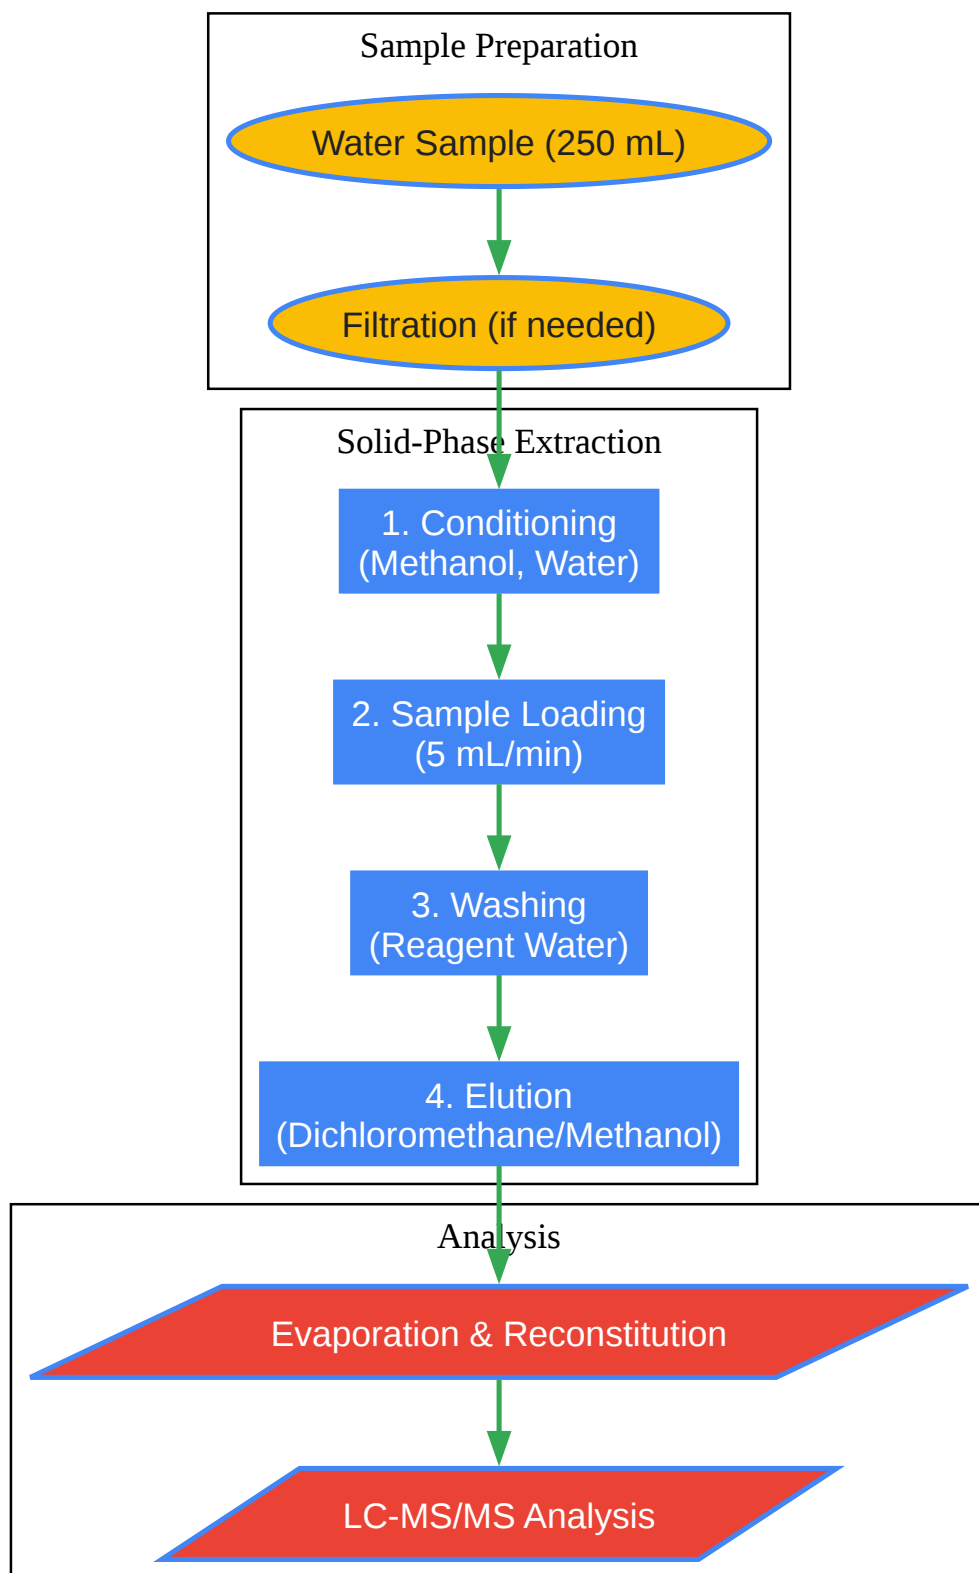 Sample Preparation
Water Sample (250 mL)
Filtration (if needed)
Solid-Phase Extraction
1. Conditioning
(Methanol, Water)
2. Sample Loading
(5 mL/min)
3. Washing
(Reagent Water)
4. Elution
(Dichloromethane/Methanol)
Analysis
Evaporation & Reconstitution
LC-MS/MS Analysis